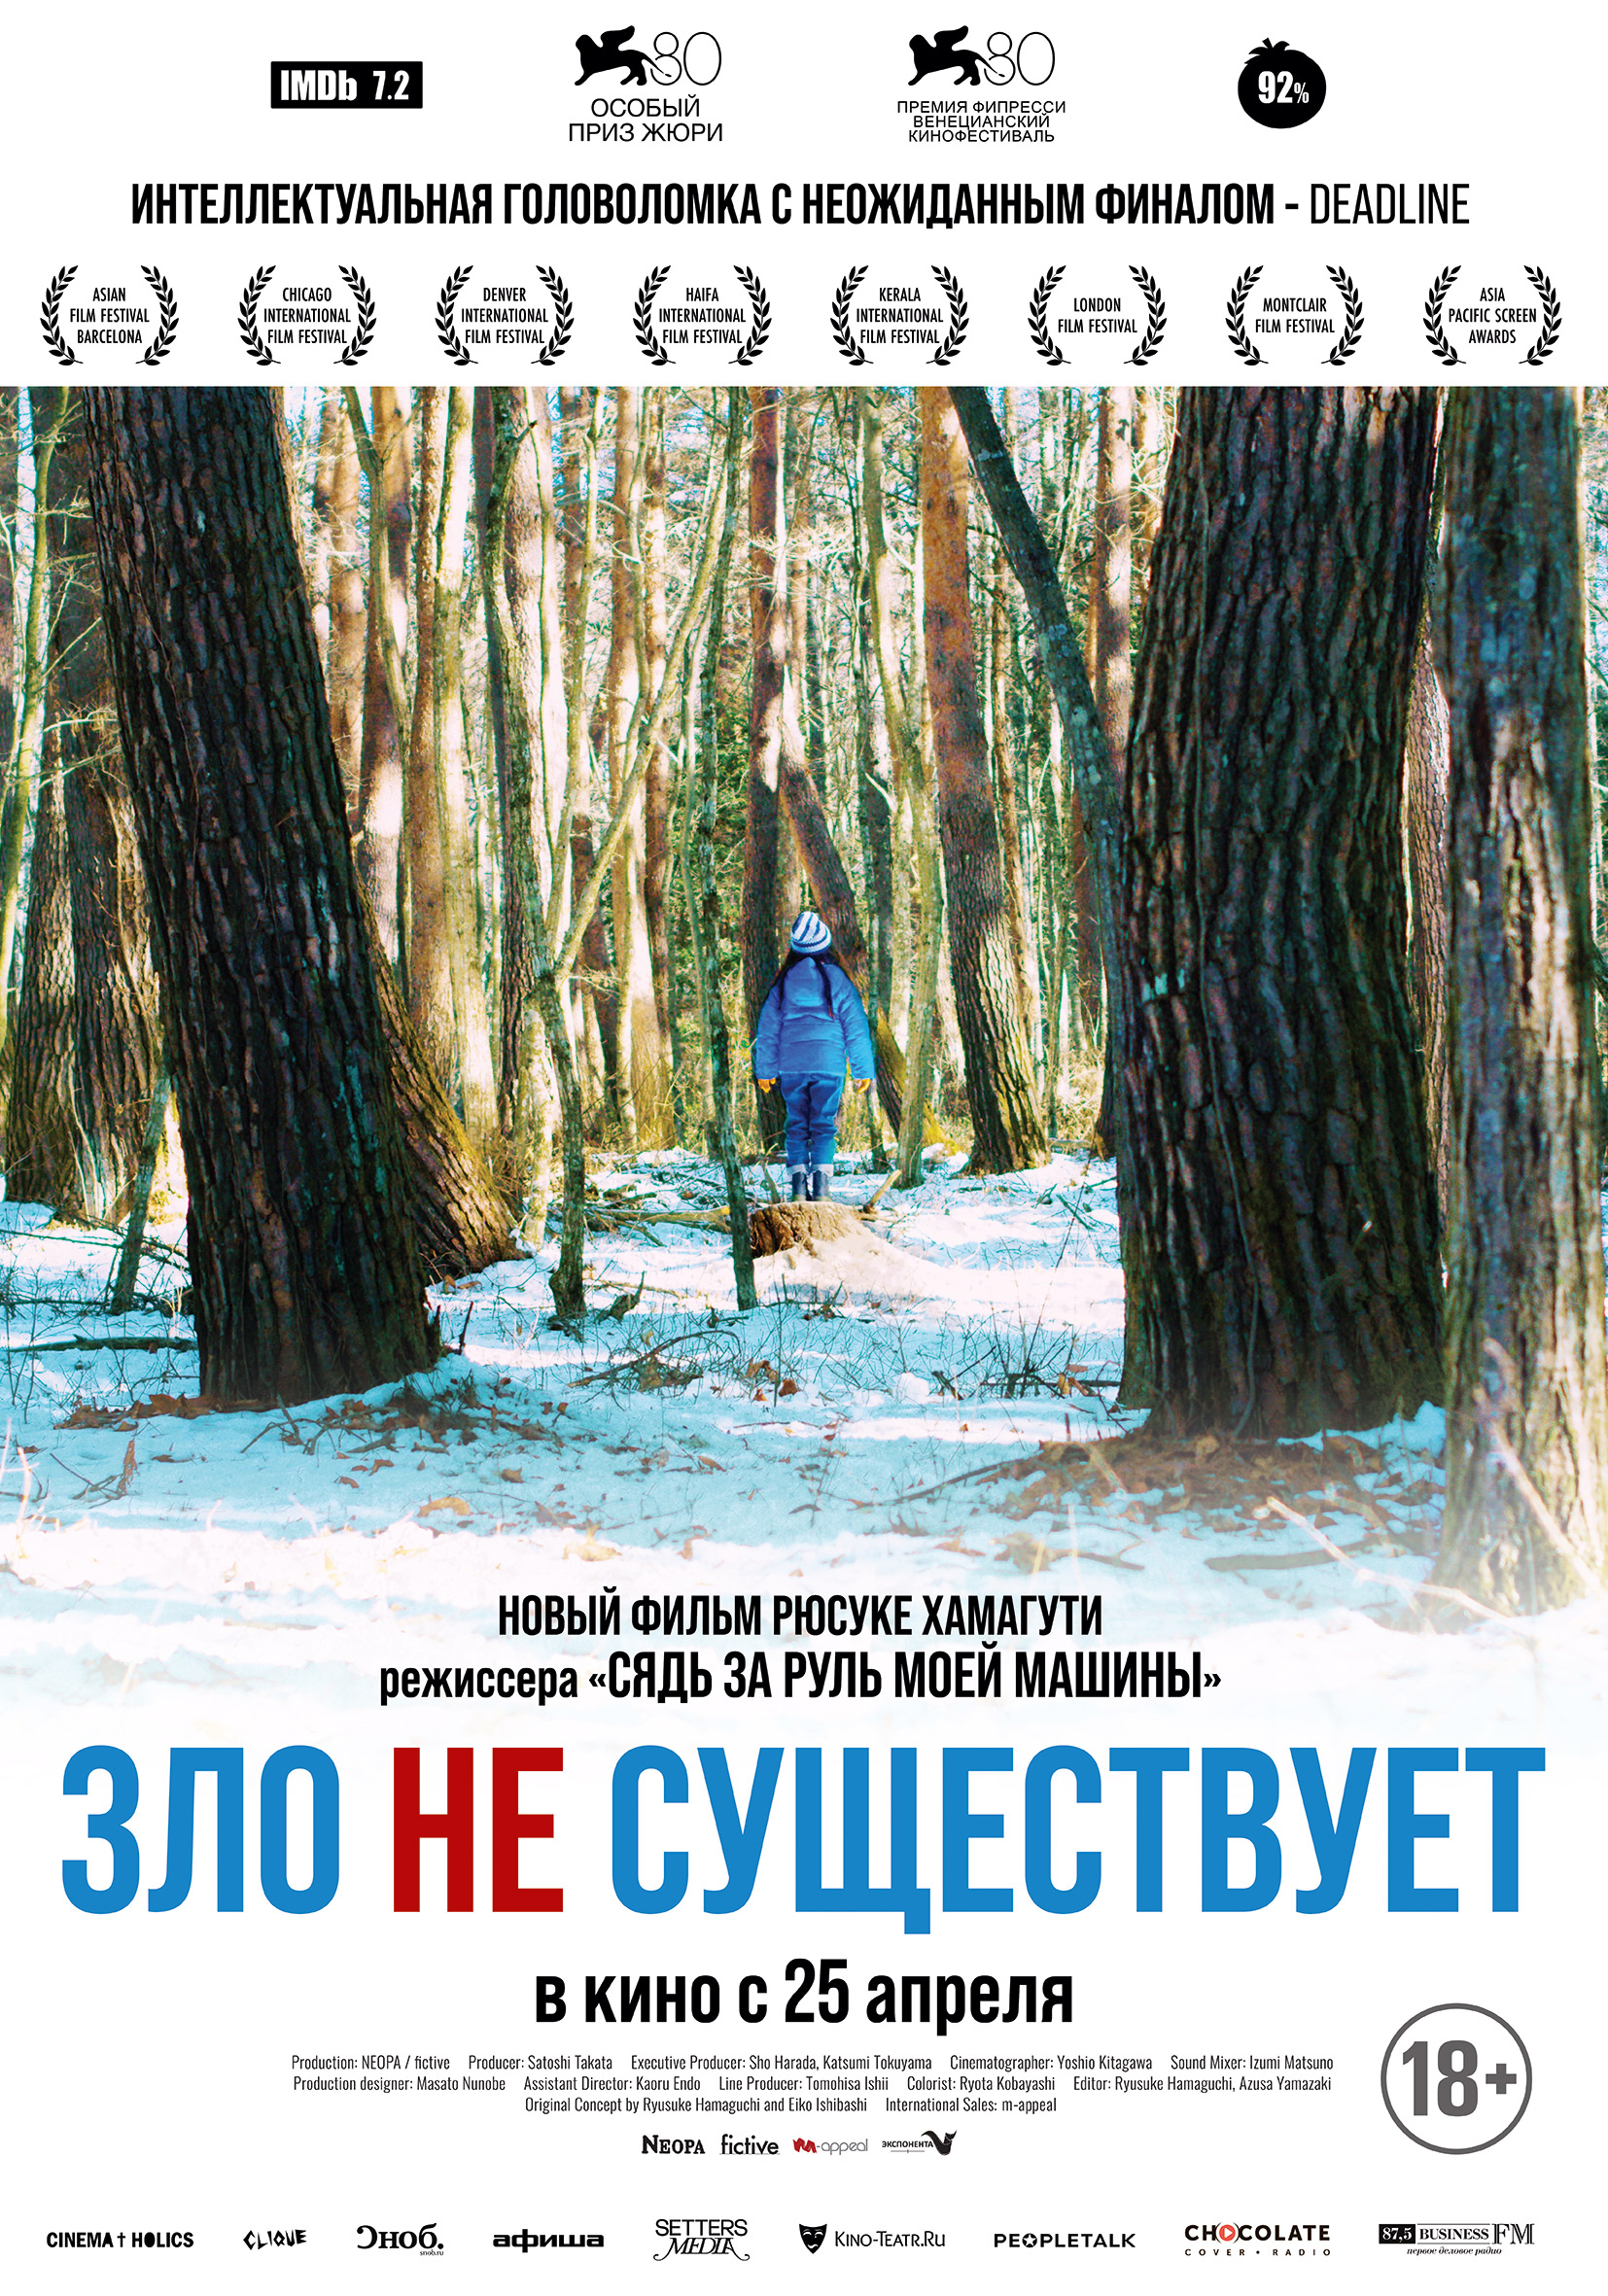 IMDb 7.2
80
ОСОБЫЙ
ПРИЗ ЖЮРИ
80
ПРЕМИЯ ФИПРЕССИ
ВЕНЕЦИАНСКИЙ
КИНОФЕСТИВАЛЬ
92%
ИНТЕЛЛЕКТУАЛЬНАЯ ГОЛОВОЛОМКА С НЕОЖИДАННЫМ ФИНАЛОМ - DEADLINE
ASIAN
FILM FESTIVAL
BARCELONA
CHICAGO
INTERNATIONAL
FILM FESTIVAL
DENVER
INTERNATIONAL
FILM FESTIVAL
HAIFA
INTERNATIONAL
FILM FESTIVAL
KERALA
INTERNATIONAL
FILM FESTIVAL
LONDON
FILM FESTIVAL
MONTCLAIR
FILM FESTIVAL
ASIA
PACIFIC SCREEN
AWARDS
НОВЫЙ ФИЛЬМ РЮСУКЕ ХАМАГУТИ
режиссера «СЯДЬ ЗА РУЛЬ МОЕЙ МАШИНЫ»
ЗЛО НЕ СУЩЕСТВУЕТ
в кино с 25 апреля
Production: NEOPA / fictive Producer: Satoshi Takata Executive Producer: Sho Harada, Katsumi Tokuyama Cinematographer: Yoshio Kitagawa Sound Mixer: Izumi Matsuno
Production designer: Masato Nunobe Assistant Director: Kaoru Endo Line Producer: Tomohisa Ishii Colorist: Ryota Kobayashi Editor: Ryusuke Hamaguchi, Azusa Yamazaki
Original Concept by Ryusuke Hamaguchi and Eiko Ishibashi International Sales: m-appeal
18+
NEOPA fictive m-appeal ЭКСПОНЕНТА
CINEMA HOLICS
CLIQUE
Сноб.
snob.ru
афиша
SETTERS
MEDIA
KINO-TEATR.RU
PEOPLETALK
CHOCOLATE
COVER • RADIO
87,5 BUSINESS FM
первое деловое радио